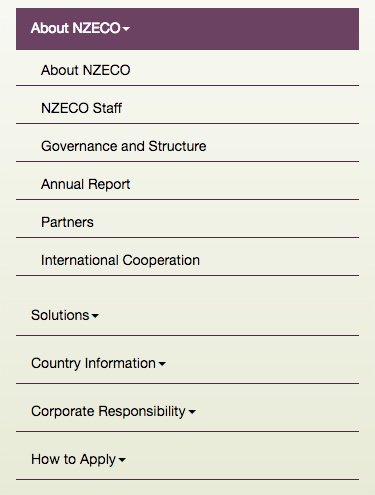 About NZECO
About NZECO
NZECO Staff
Governance and Structure
Annual Report
Partners
International Cooperation
Solutions
Country Information
Corporate Responsibility
How to Apply